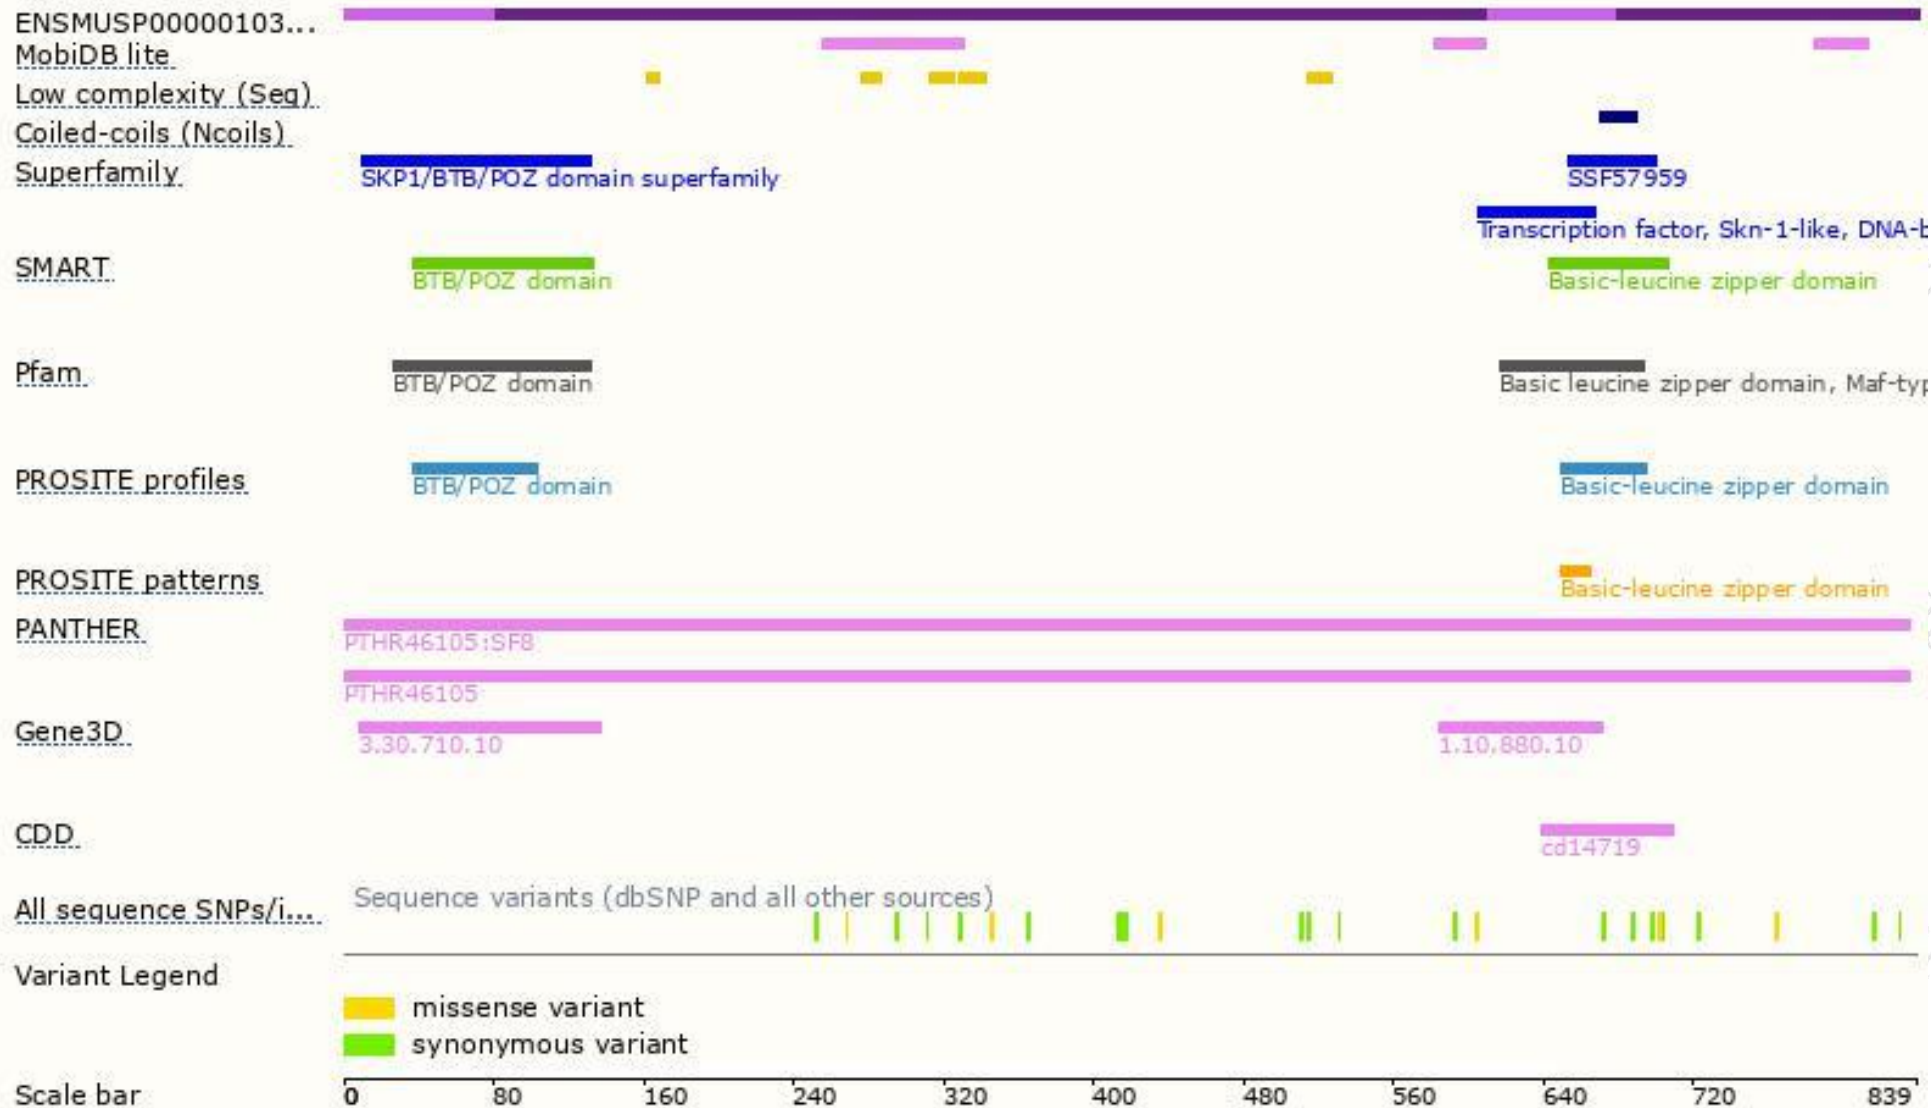 ENSMUSP00000103...
MobiDB lite
Low complexity (Seg)
Coiled-coils (Ncoils)
Superfamily
SKP1/BTB/POZ domain superfamily
SSF57959
Transcription factor, Skn-1-like, DNA-b
SMART
BTB/POZ domain
Basic-leucine zipper domain
Pfam
BTB/POZ domain
Basic leucine zipper domain, Maf-typ
PROSITE profiles
BTB/POZ domain
Basic-leucine zipper domain
PROSITE patterns
Basic-leucine zipper domain
PANTHER
PTHR46105:SF8
PTHR46105
Gene3D
3.30.710.10
1.10.880.10
CDD
cd14719
Sequence variants (dbSNP and all other sources)
All sequence SNPs/i...
Variant Legend
missense variant
synonymous variant
Scale bar 0 80 160 240 320 400 480 560 640 720 839